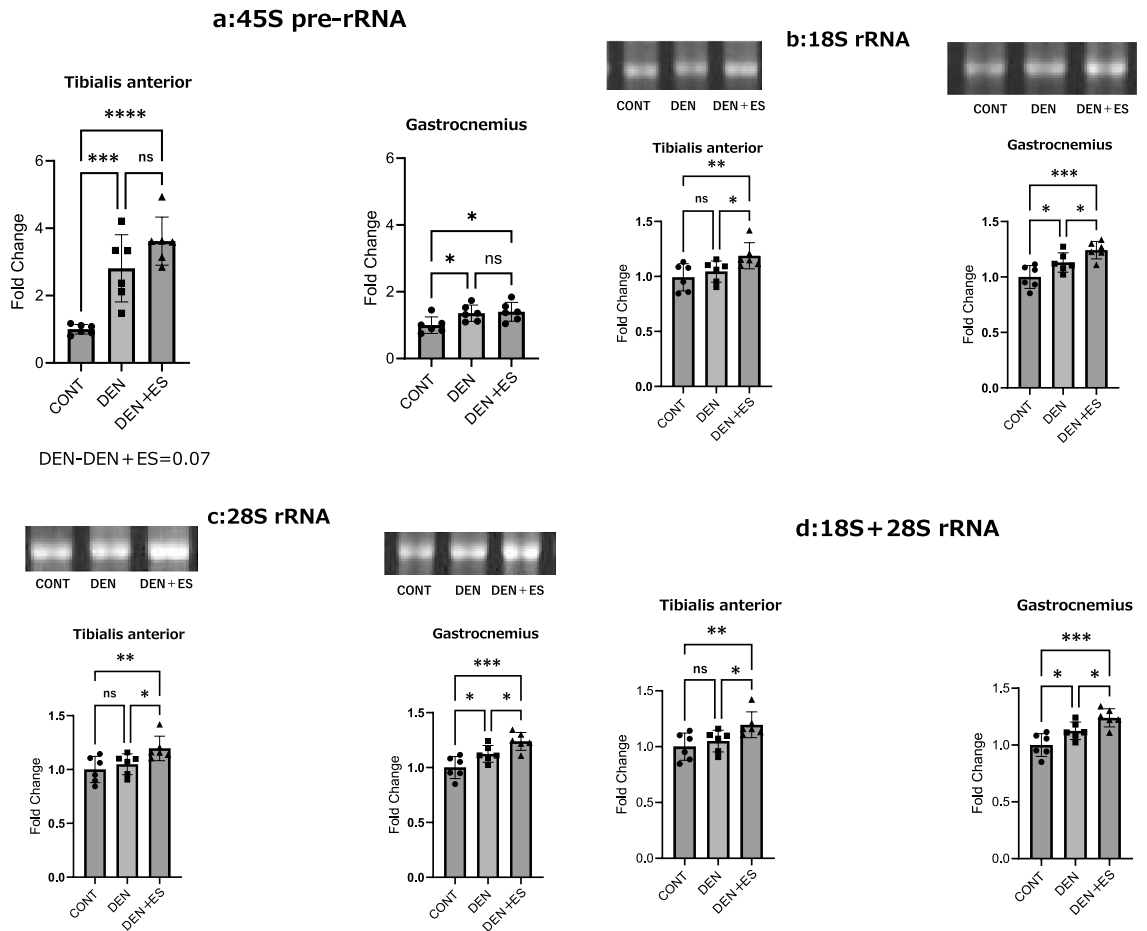 a:45S pre-rRNA
Tibialis anterior
****
***
ns
Fold Change
6
4
2
0
CONT
DEN
DEN+ES
DEN-DEN+ES=0.07
Gastrocnemius
*
*
ns
Fold Change
6
4
2
0
CONT
DEN
DEN+ES
b:18S rRNA
CONT DEN DEN+ES
Tibialis anterior
**
ns
*
Fold Change
1.5
1.0
0.5
0.0
CONT
DEN
DEN+ES
CONT DEN DEN+ES
Gastrocnemius
***
*
*
Fold Change
1.5
1.0
0.5
0.0
CONT
DEN
DEN+ES
c:28S rRNA
CONT DEN DEN+ES
Tibialis anterior
**
ns
*
Fold Change
1.5
1.0
0.5
0.0
CONT
DEN
DEN+ES
CONT DEN DEN+ES
Gastrocnemius
***
*
*
Fold Change
1.5
1.0
0.5
0.0
CONT
DEN
DEN+ES
d:18S+28S rRNA
Tibialis anterior
**
ns
*
Fold Change
1.5
1.0
0.5
0.0
CONT
DEN
DEN+ES
Gastrocnemius
***
*
*
Fold Change
1.5
1.0
0.5
0.0
CONT
DEN
DEN+ES